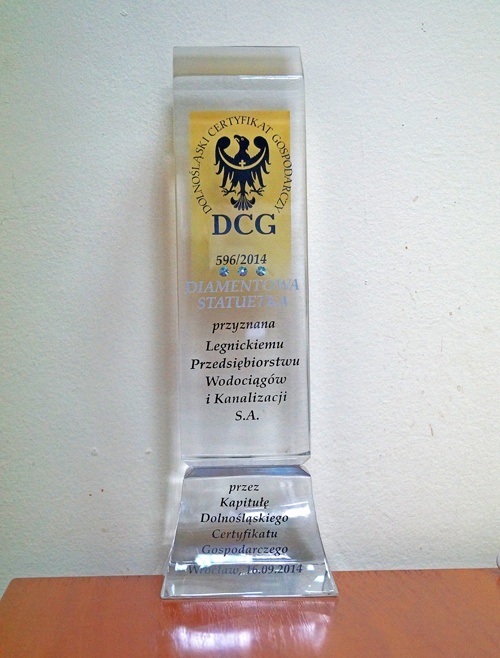 DOLNOŚLĄSKI CERTYFIKAT GOSPODARCZY
DCG
596/2014
DIAMENTOWA
STATUETKA
przyznana
Legnickiemu
Przedsiębiorstwu
Wodociągów
i Kanalizacji
S.A.
przez
Kapitułę
Dolnośląskiego
Certyfikatu
Gospodarczego
Wrocław, 16.09.2014